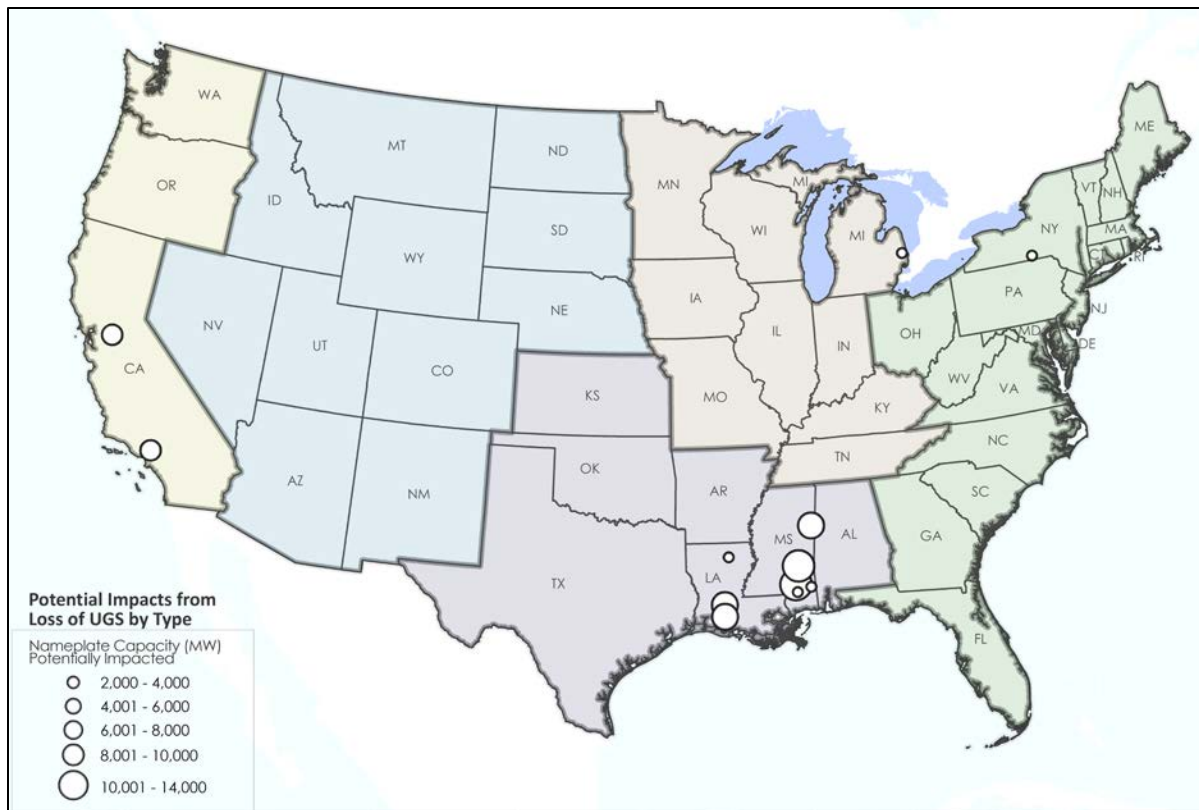 WA
MT
ND
MN
ME
OR
ID
MI
VT
NH
SD
WI
MI
NY
MA
WY
CT
RI
IA
PA
NE
NJ
NV
OH
MD
UT
IL
IN
DE
CA
CO
WV
VA
KS
MO
KY
NC
AZ
OK
TN
NM
AR
SC
MS
AL
GA
TX
LA
FL
Potential Impacts from
Loss of UGS by Type
Nameplate Capacity (MW)
Potentially Impacted
2,000 - 4,000
4,001 - 6,000
6,001 - 8,000
8,001 - 10,000
10,001 - 14,000